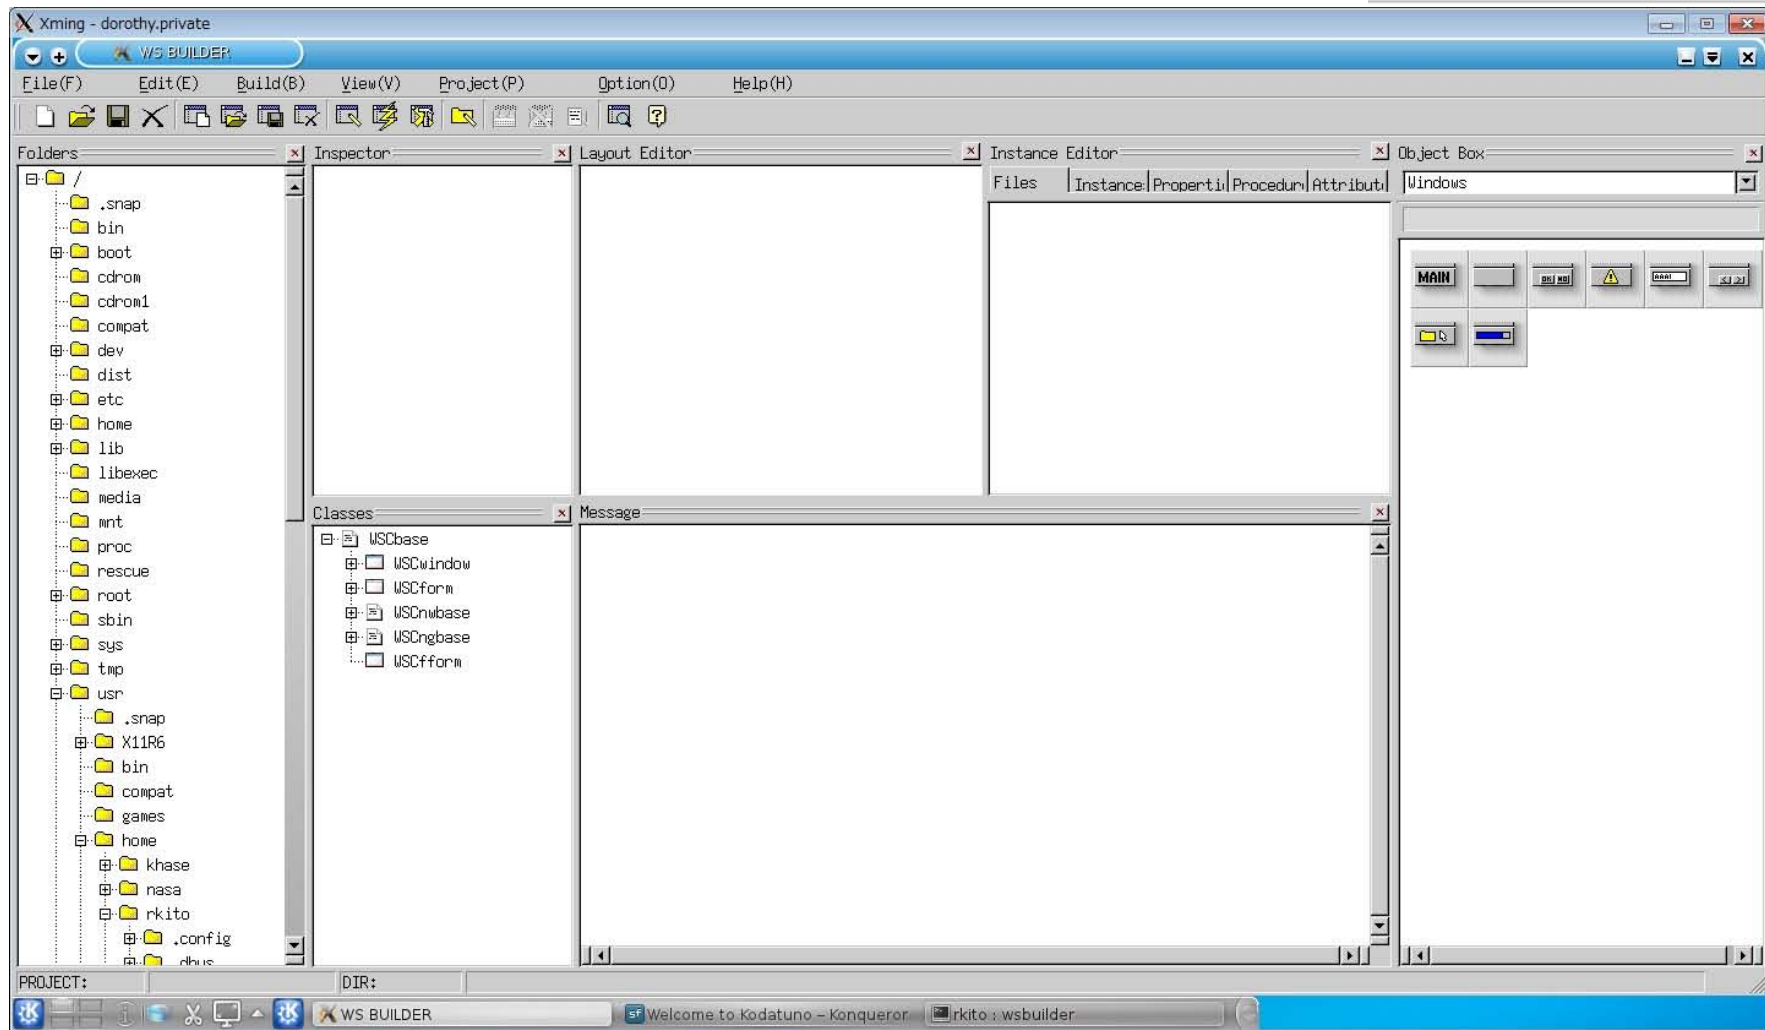 Xming - dorothy.private
WS BUILDER
File(F) Edit(E) Build(B) View(V) Project(P) Option(O) Help(H)
Folders
/
.snap
bin
boot
cdrom
cdrom1
compat
dev
dist
etc
home
lib
libexec
media
mnt
proc
rescue
root
sbin
sys
tmp
usr
.snap
X11R6
bin
compat
games
home
khase
nasa
rkito
.config
.dbus
Inspector
Classes
WSCbase
WSCwindow
WSCform
WSCnwbase
WSCngbase
WSCfform
Layout Editor
Message
Instance Editor
Files Instance Properti Procedur Attribut
Object Box
Windows
MAIN
OK NO
PROJECT: DIR:
WS BUILDER
sf Welcome to Kodatuno – Konqueror
rkito : wsbuilder